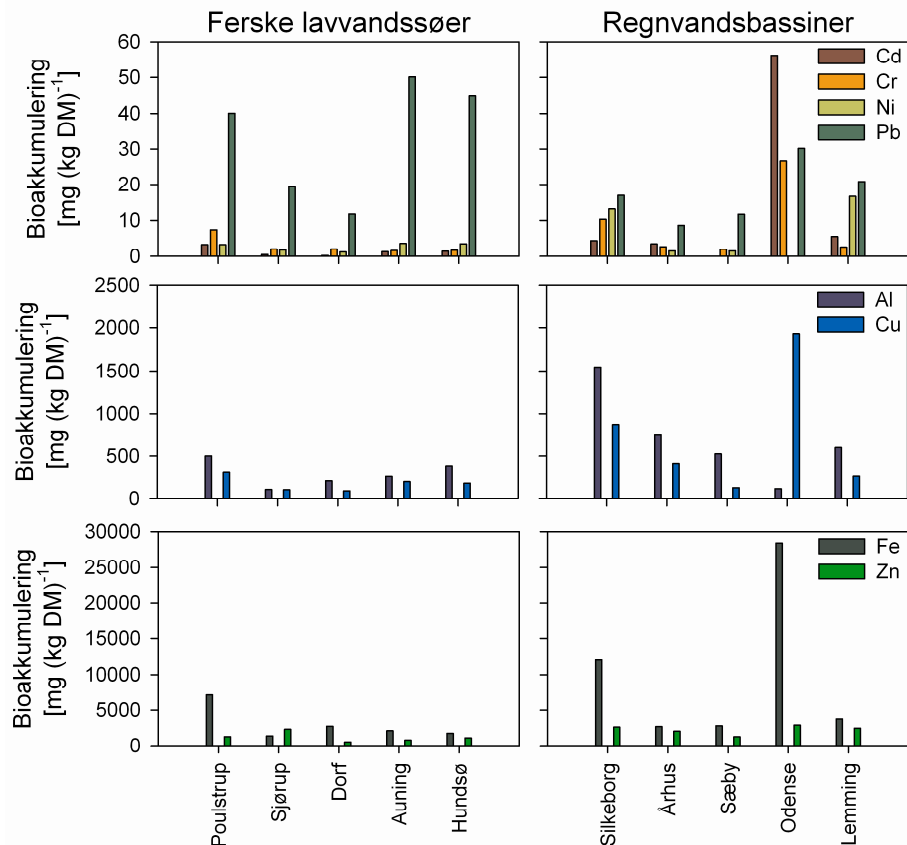 Ferske lavvandssøer
Regnvandsbassiner
Bioakkumulering
[mg (kg DM)⁻¹]
60
50
40
30
20
10
0
Cd
Cr
Ni
Pb
Bioakkumulering
[mg (kg DM)⁻¹]
2500
2000
1500
1000
500
0
Al
Cu
Bioakkumulering
[mg (kg DM)⁻¹]
30000
25000
20000
15000
10000
5000
0
Fe
Zn
Poulstrup
Sjørup
Dorf
Auning
Hundsø
Silkeborg
Århus
Sæby
Odense
Lemming